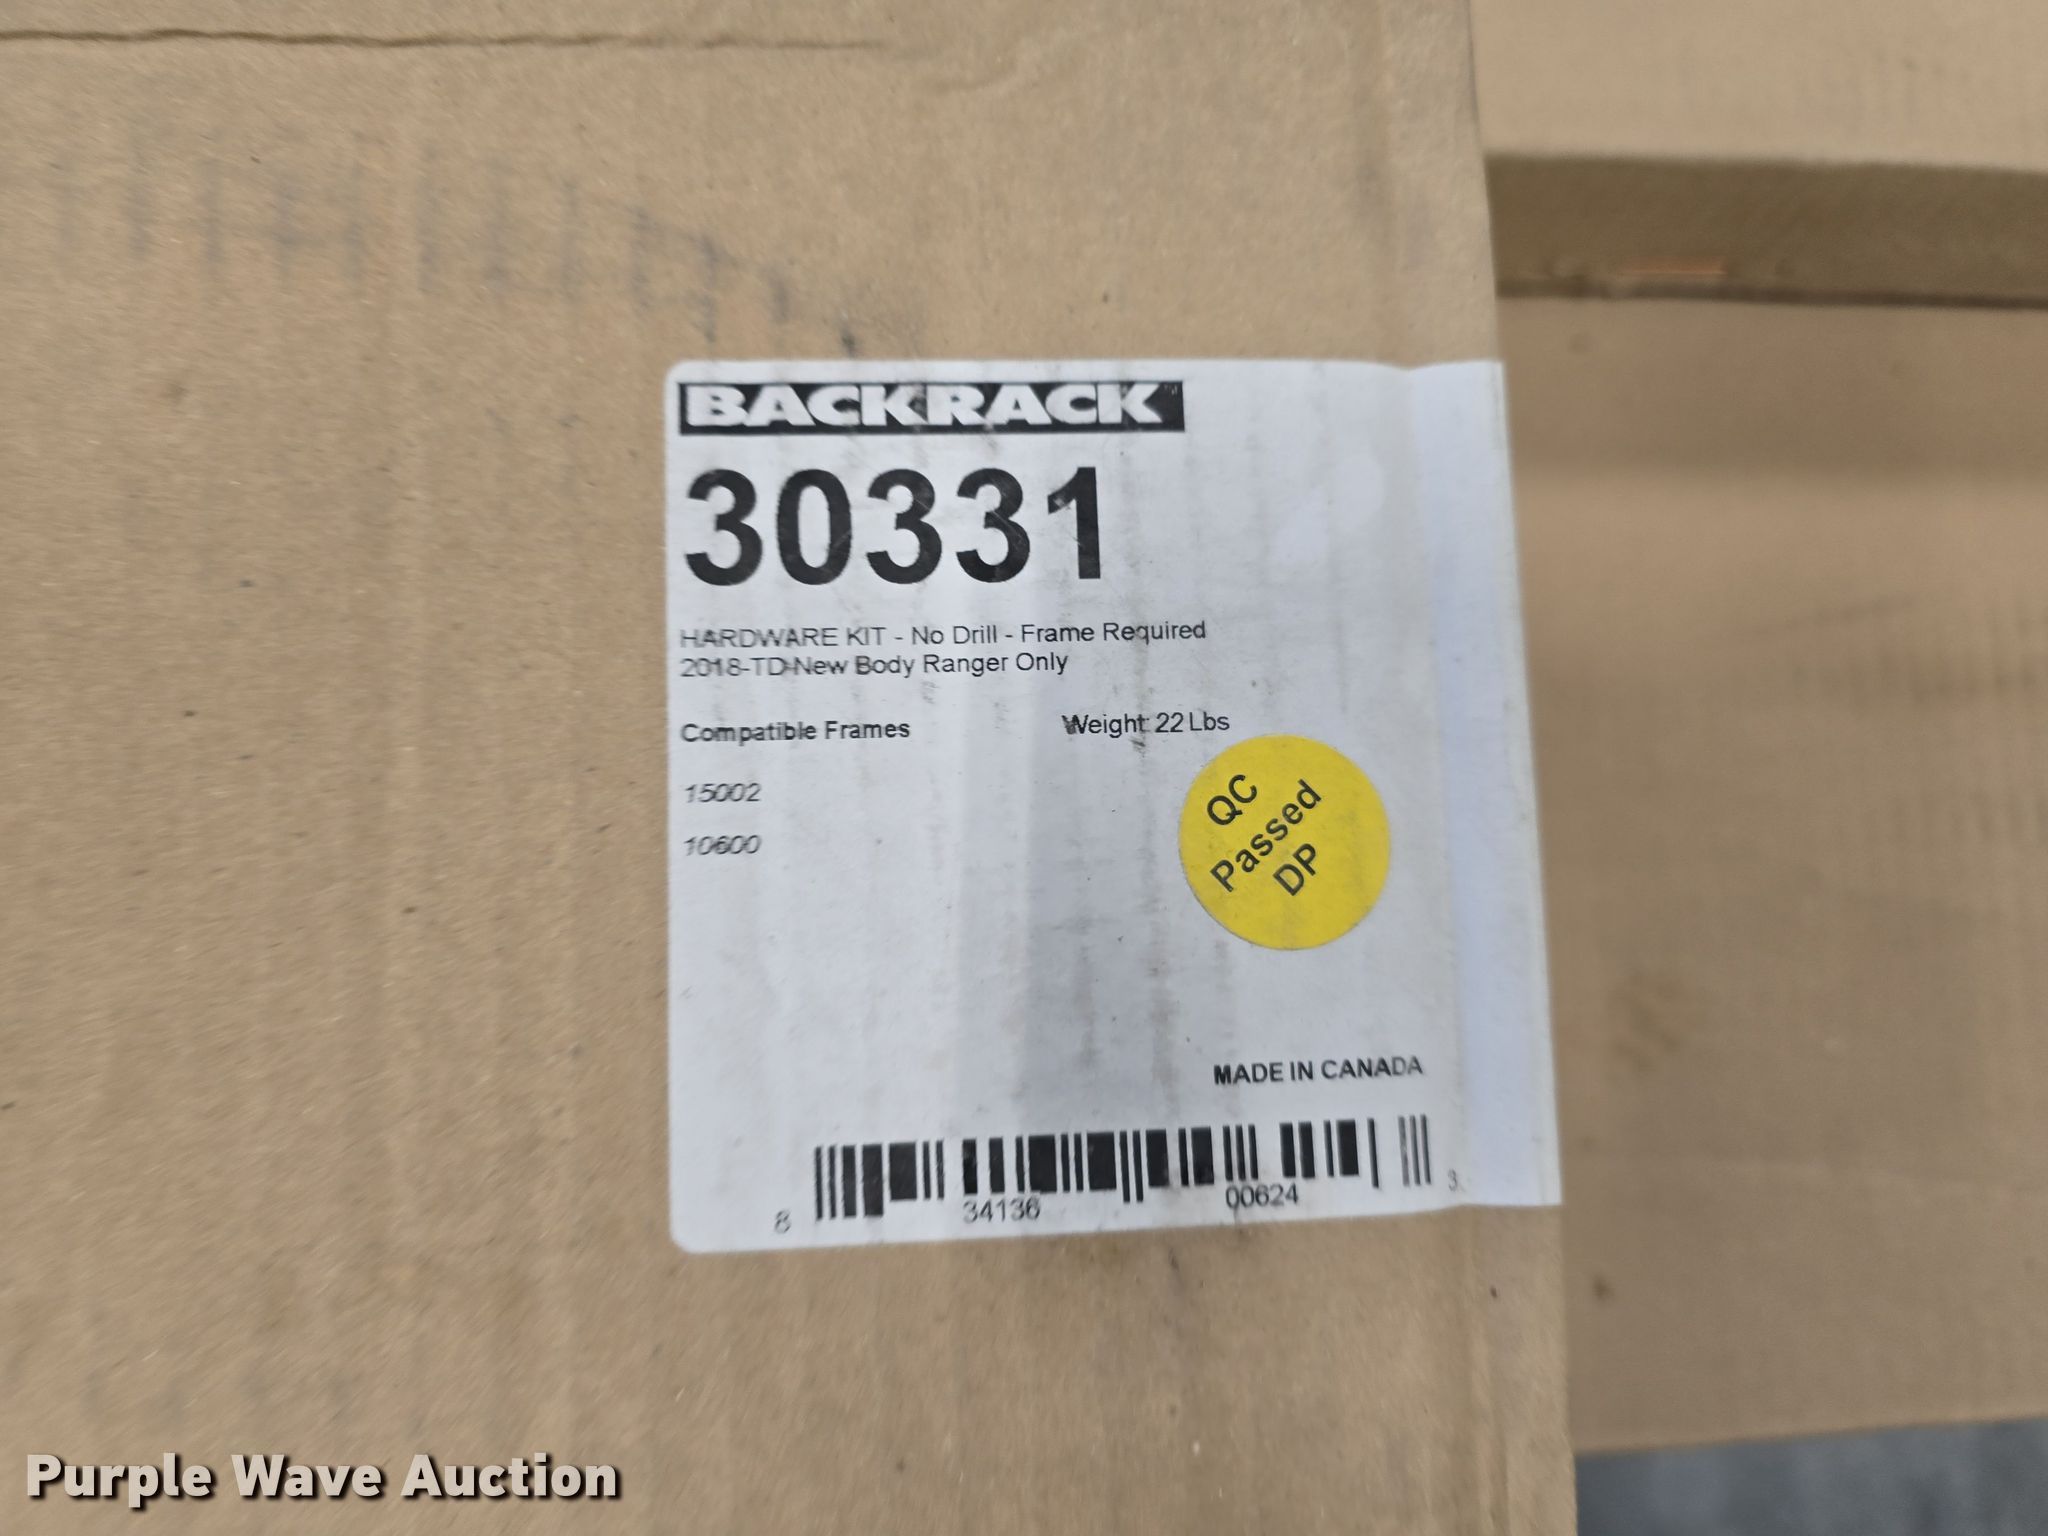 BACKRACK
30331
HARDWARE KIT - No Drill - Frame Required
2018-TD-New Body Ranger Only
Compatible Frames
Weight: 22 Lbs
15002
10600
QC
Passed
DP
MADE IN CANADA
8 34136 00624 3
Purple Wave Auction